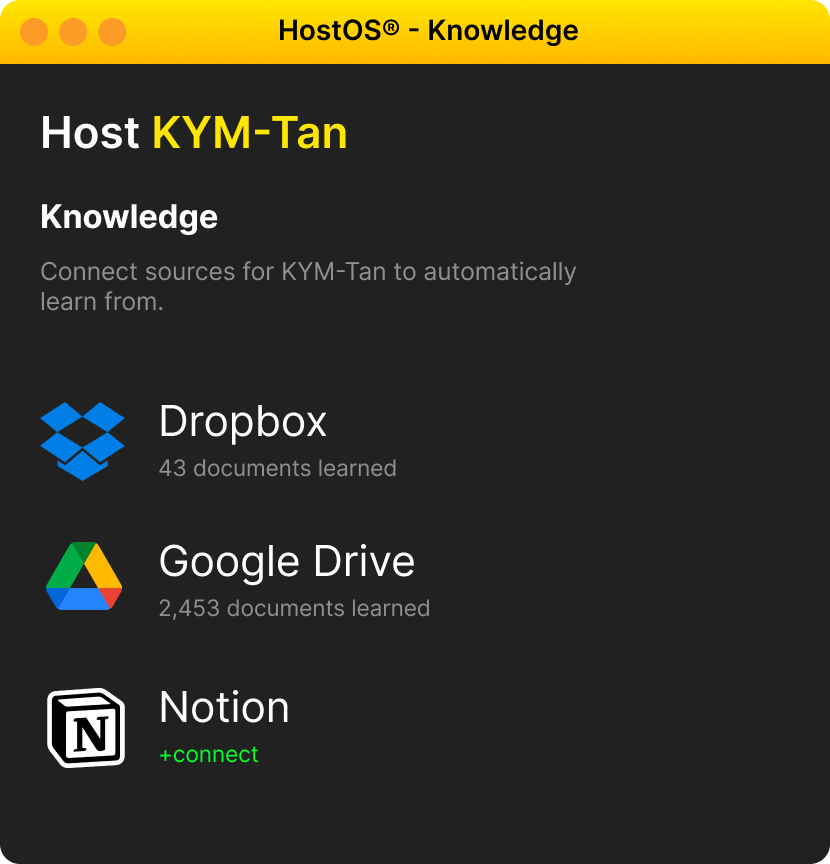 HostOS® - Knowledge
Host KYM-Tan
Knowledge
Connect sources for KYM-Tan to automatically
learn from.
Dropbox
43 documents learned
Google Drive
2,453 documents learned
N
Notion
+connect